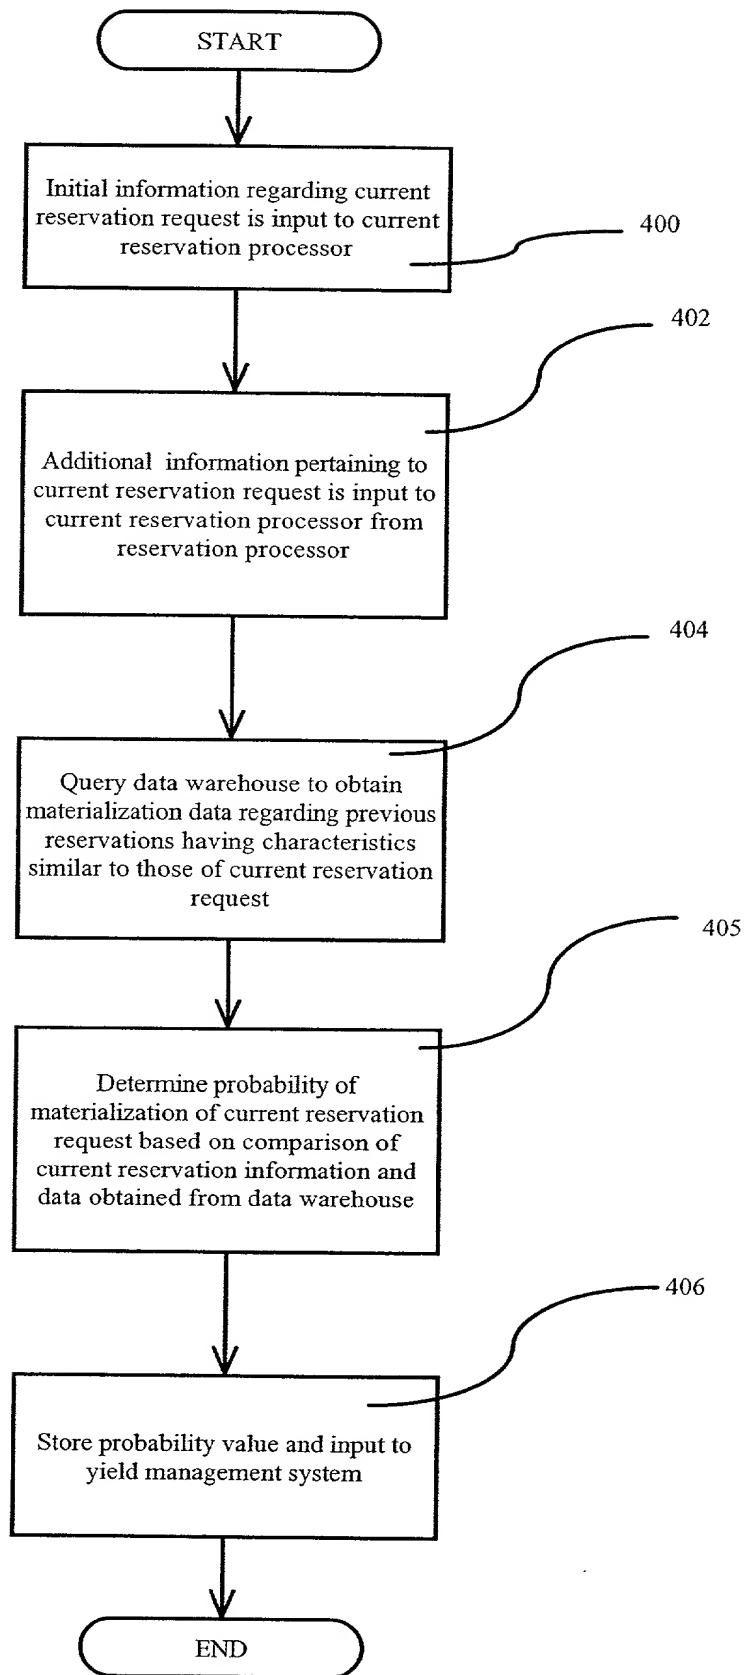 START
Initial information regarding current
reservation request is input to current
reservation processor
400
402
Additional information pertaining to
current reservation request is input to
current reservation processor from
reservation processor
404
Query data warehouse to obtain
materialization data regarding previous
reservations having characteristics
similar to those of current reservation
request
405
Determine probability of
materialization of current reservation
request based on comparison of
current reservation information and
data obtained from data warehouse
406
Store probability value and input to
yield management system
END